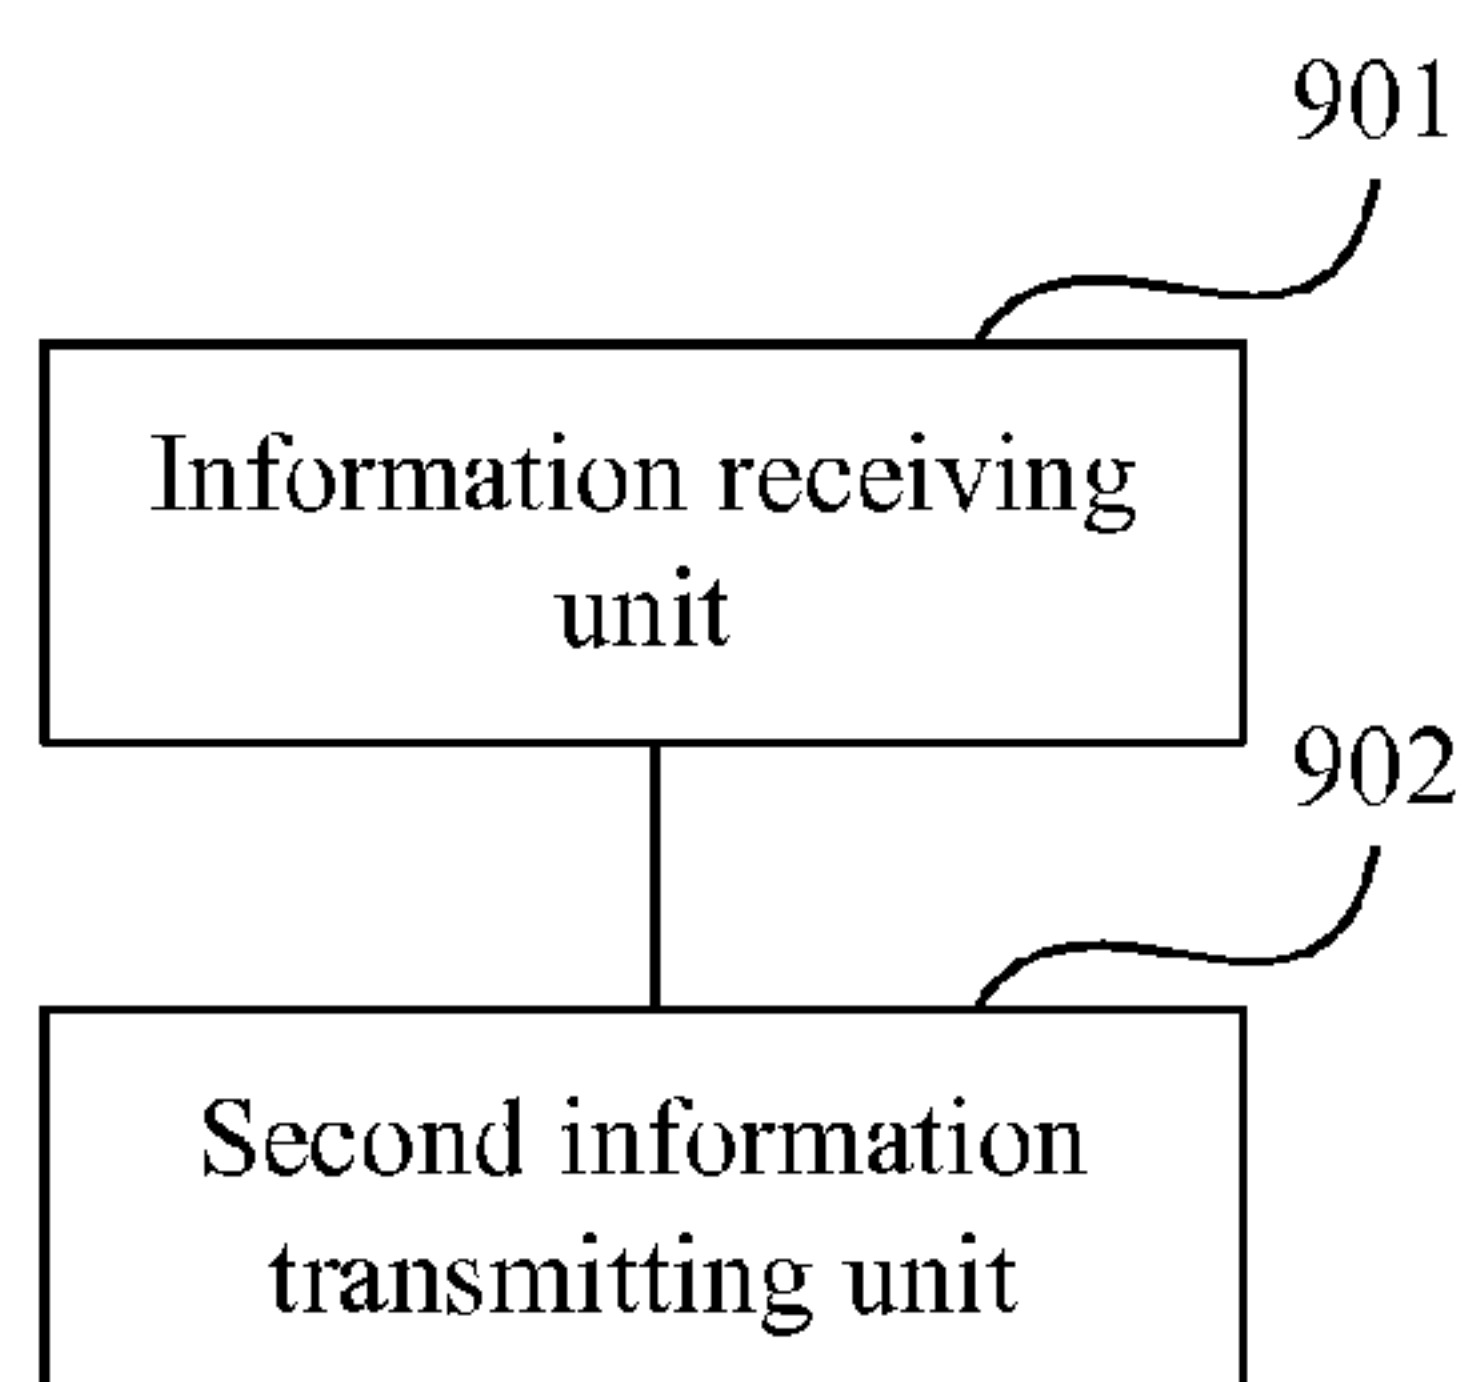 901
Information receiving
unit
902
Second information
transmitting unit